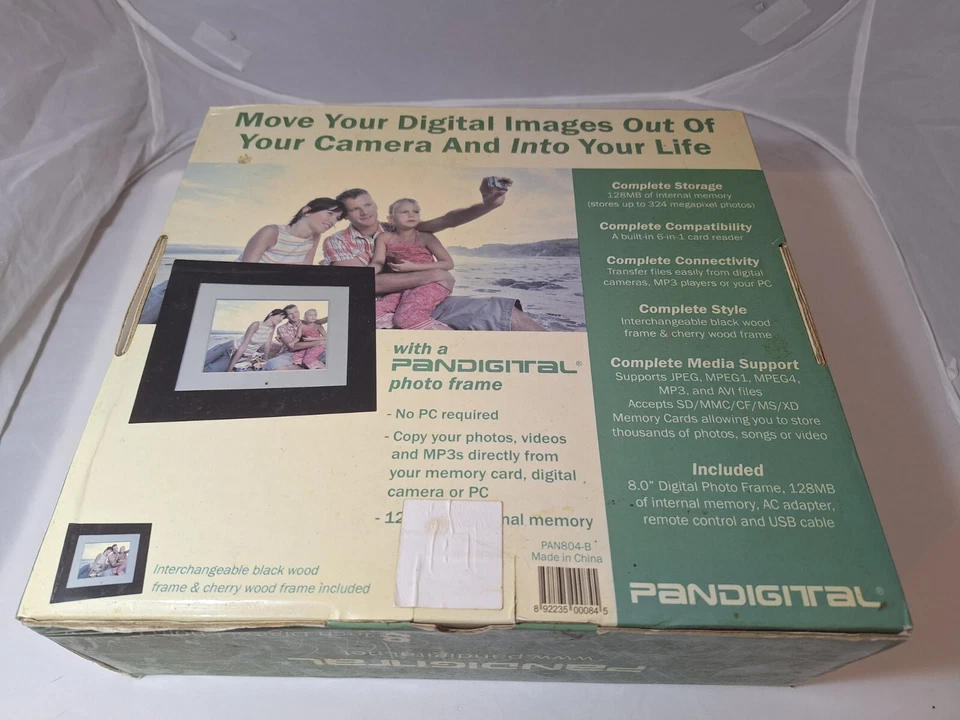 Move Your Digital Images Out Of
Your Camera And Into Your Life
Complete Storage
128MB of internal memory
(stores up to 324 megapixel photos)
Complete Compatibility
A built-in 6-in-1 card reader
Complete Connectivity
Transfer files easily from digital
cameras, MP3 players or your PC
Complete Style
Interchangeable black wood
frame & cherry wood frame
Complete Media Support
Supports JPEG, MPEG1, MPEG4,
MP3, and AVI files
Accepts SD/MMC/CF/MS/XD
Memory Cards allowing you to store
thousands of photos, songs or video
Included
8.0" Digital Photo Frame, 128MB
of internal memory, AC adapter,
remote control and USB cable
PANDIGITAL®
with a
PANDIGITAL®
photo frame
- No PC required
- Copy your photos, videos
and MP3s directly from
your memory card, digital
camera or PC
- 12 nal memory
PAN804-B
Made in China
8 92235 00084 5
Interchangeable black wood
frame & cherry wood frame included
PANDIGITAL
www.pandigital.net